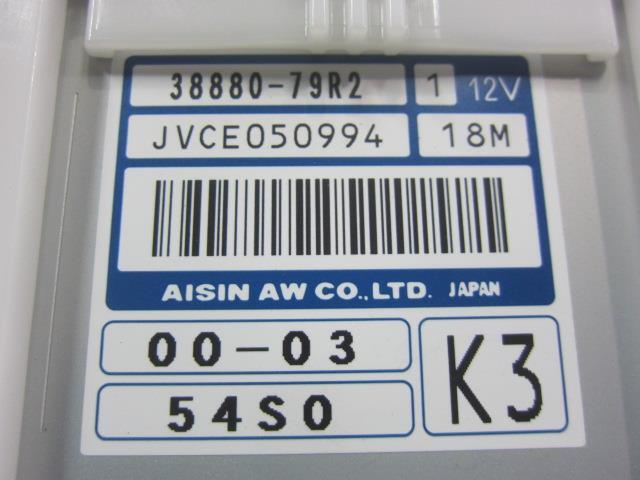 38880-79R2 1 12V
JVCE050994 18M
AISIN AW CO.,LTD. JAPAN
00-03
54S0
K3